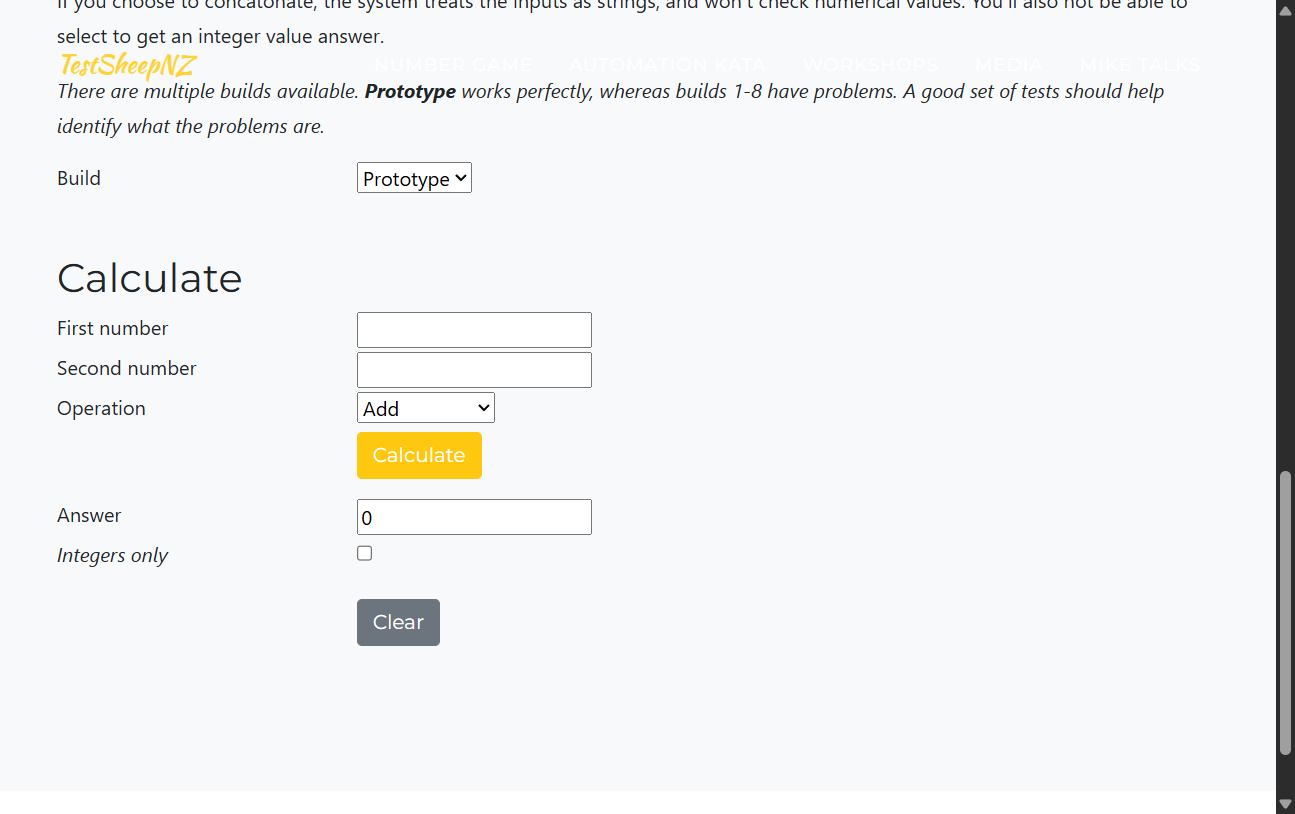 If you choose to concatonate, the system treats the inputs as strings, and won't check numerical values. You'll also not be able to
select to get an integer value answer.
TestSheepNZ NUMBER GAME AUTOMATION KATA WORKSHOPS MEDIA MIKE TALKS
There are multiple builds available. Prototype works perfectly, whereas builds 1-8 have problems. A good set of tests should help
identify what the problems are.
Build Prototype
Calculate
First number
Second number
Operation Add
Calculate
Answer 0
Integers only
Clear